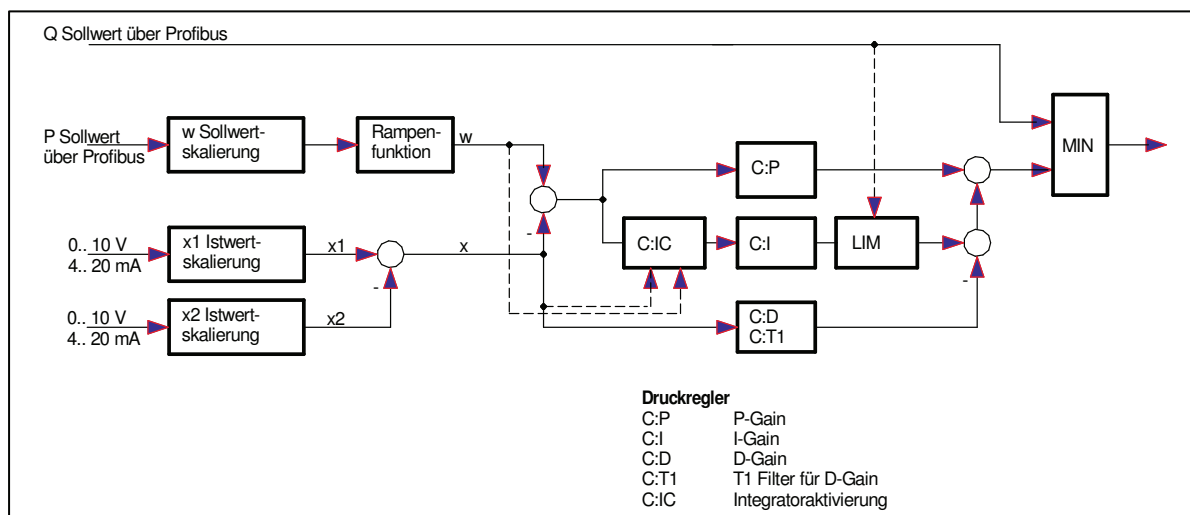 Q Sollwert über Profibus
P Sollwert
über Profibus
w Sollwert-
skalierung
Rampen-
funktion
w
MIN
C:P
0.. 10 V
4.. 20 mA
x1 Istwert-
skalierung
x1
x
-
C:IC
C:I
LIM
-
0.. 10 V
4.. 20 mA
x2 Istwert-
skalierung
x2
-
C:D
C:T1
Druckregler
C:P P-Gain
C:I I-Gain
C:D D-Gain
C:T1 T1 Filter für D-Gain
C:IC Integratoraktivierung